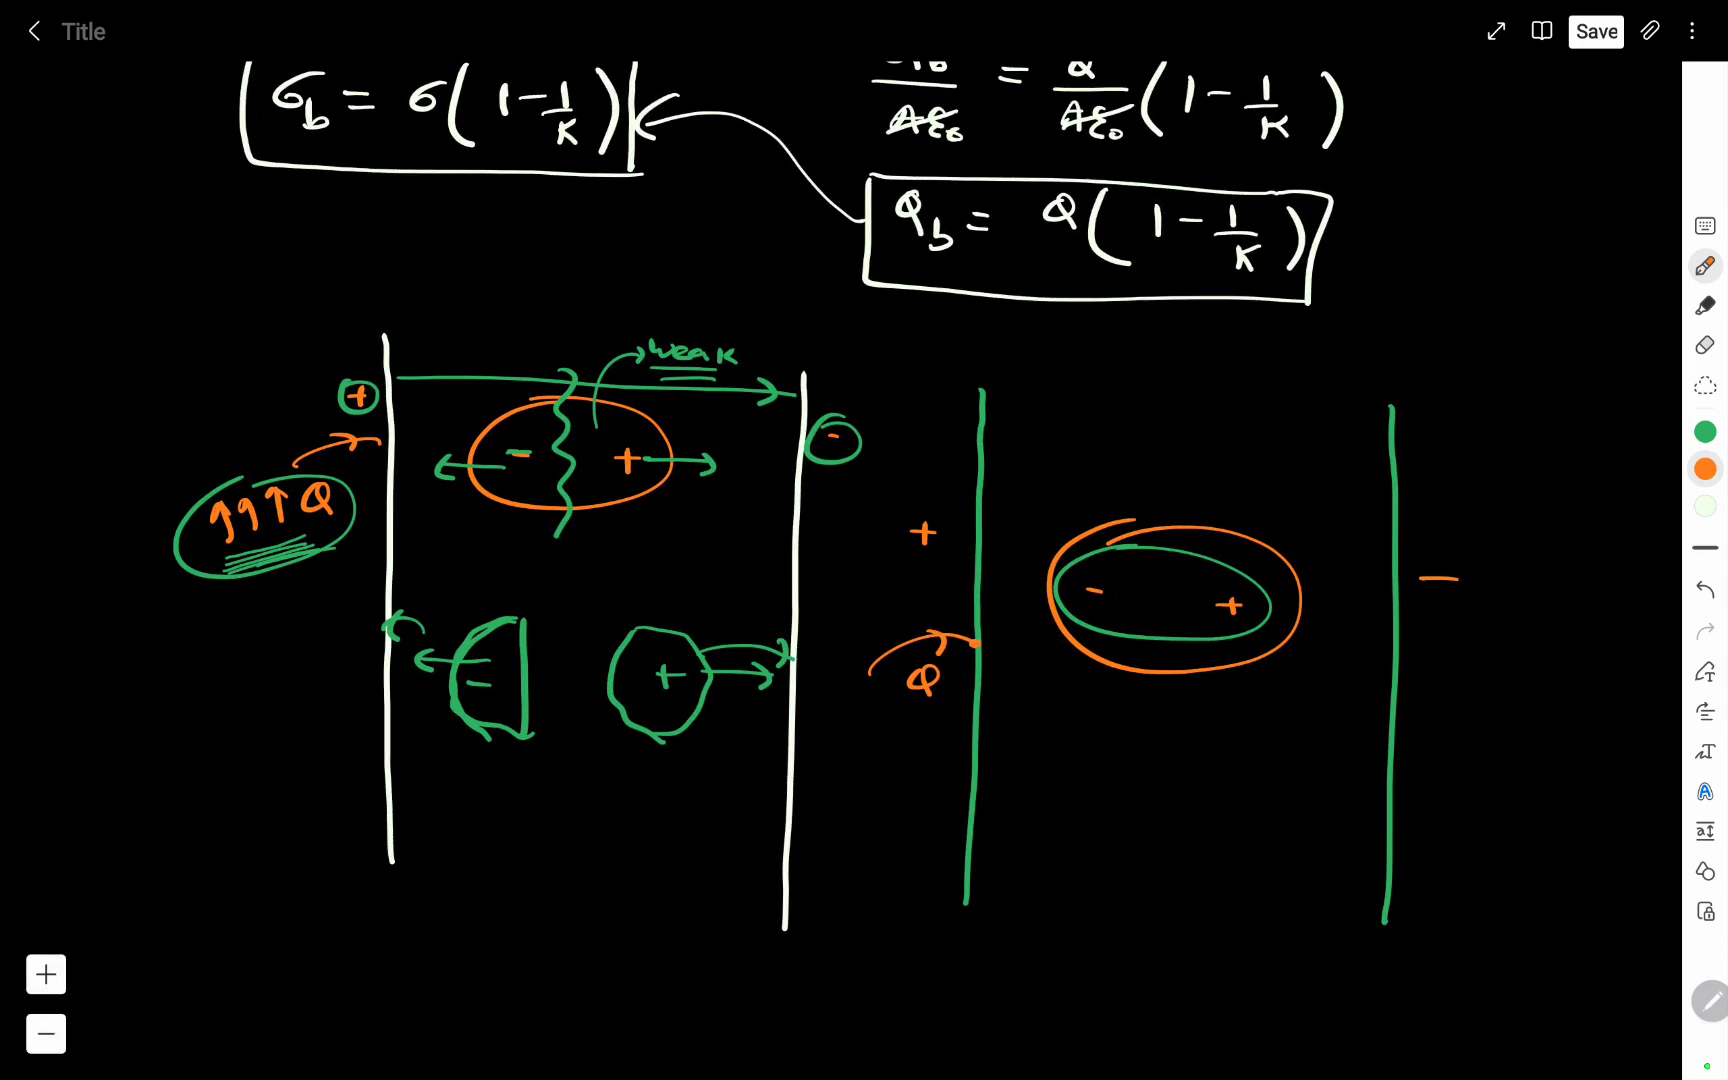 Title
Save
σb = σ(1 - 1/K)
= Q/Aε₀ (1 - 1/K)
Qb = Q(1 - 1/K)
weak
+
-
- +
↑↑↑ Q
+
- +
-
- +
Q